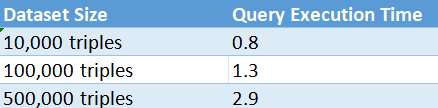 Dataset Size Query Execution Time
10,000 triples 0.8
100,000 triples 1.3
500,000 triples 2.9